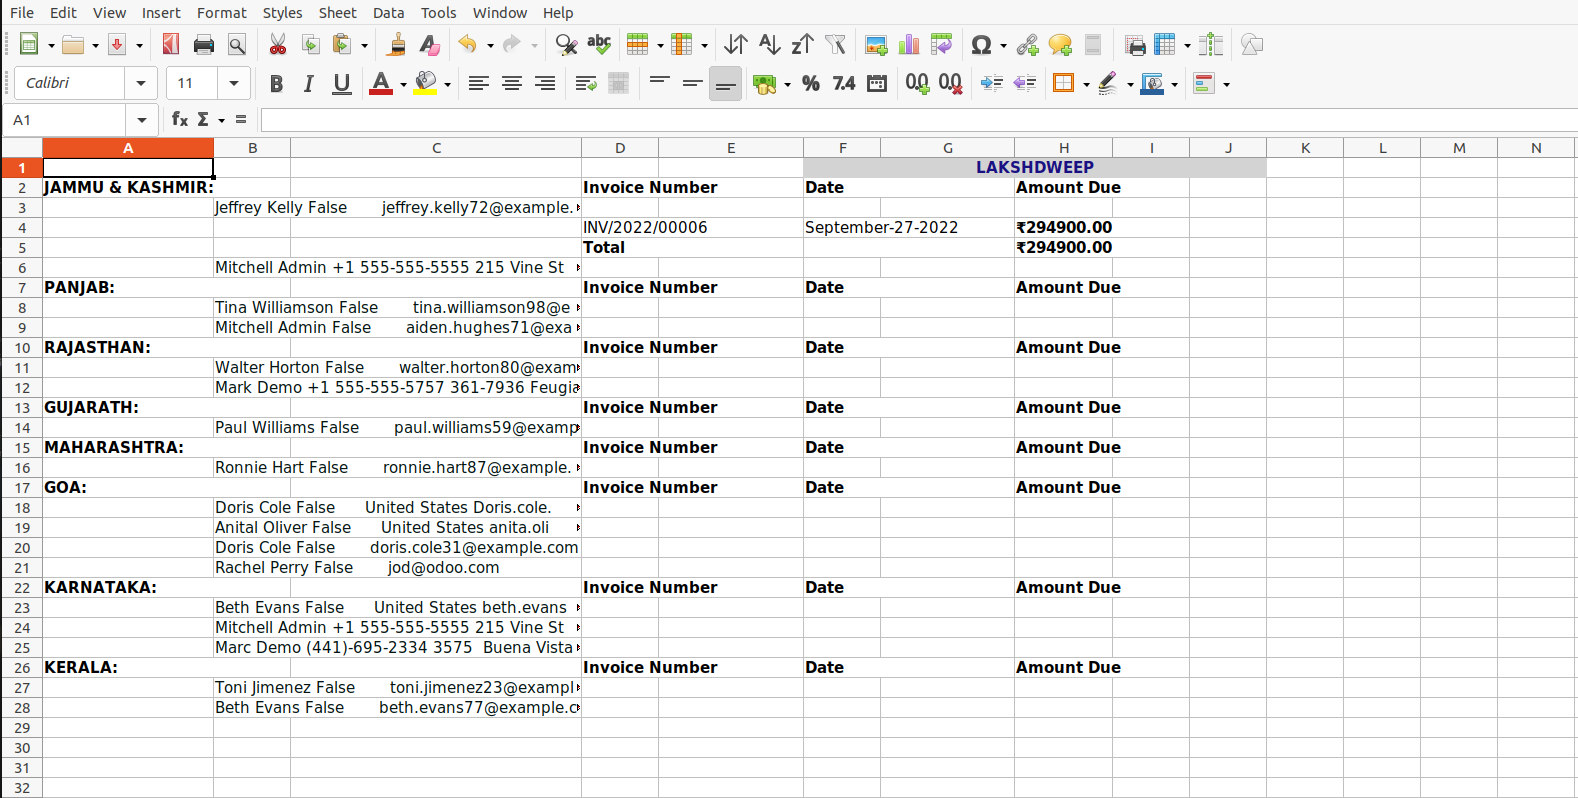 File Edit View Insert Format Styles Sheet Data Tools Window Help
Calibri 11 B I U A % 7.4
A1 fx Σ =
A B C D E F G H I J K L M N
1 LAKSHDWEEP
2 JAMMU & KASHMIR: Invoice Number Date Amount Due
3 Jeffrey Kelly False jeffrey.kelly72@example.
4 INV/2022/00006 September-27-2022 ₹294900.00
5 Total ₹294900.00
6 Mitchell Admin +1 555-555-5555 215 Vine St
7 PANJAB: Invoice Number Date Amount Due
8 Tina Williamson False tina.williamson98@e
9 Mitchell Admin False aiden.hughes71@exa
10 RAJASTHAN: Invoice Number Date Amount Due
11 Walter Horton False walter.horton80@exam
12 Mark Demo +1 555-555-5757 361-7936 Feugia
13 GUJARATH: Invoice Number Date Amount Due
14 Paul Williams False paul.williams59@examp
15 MAHARASHTRA: Invoice Number Date Amount Due
16 Ronnie Hart False ronnie.hart87@example.
17 GOA: Invoice Number Date Amount Due
18 Doris Cole False United States Doris.cole.
19 Anital Oliver False United States anita.oli
20 Doris Cole False doris.cole31@example.com
21 Rachel Perry False jod@odoo.com
22 KARNATAKA: Invoice Number Date Amount Due
23 Beth Evans False United States beth.evans
24 Mitchell Admin +1 555-555-5555 215 Vine St
25 Marc Demo (441)-695-2334 3575 Buena Vista
26 KERALA: Invoice Number Date Amount Due
27 Toni Jimenez False toni.jimenez23@exampl
28 Beth Evans False beth.evans77@example.c
29
30
31
32